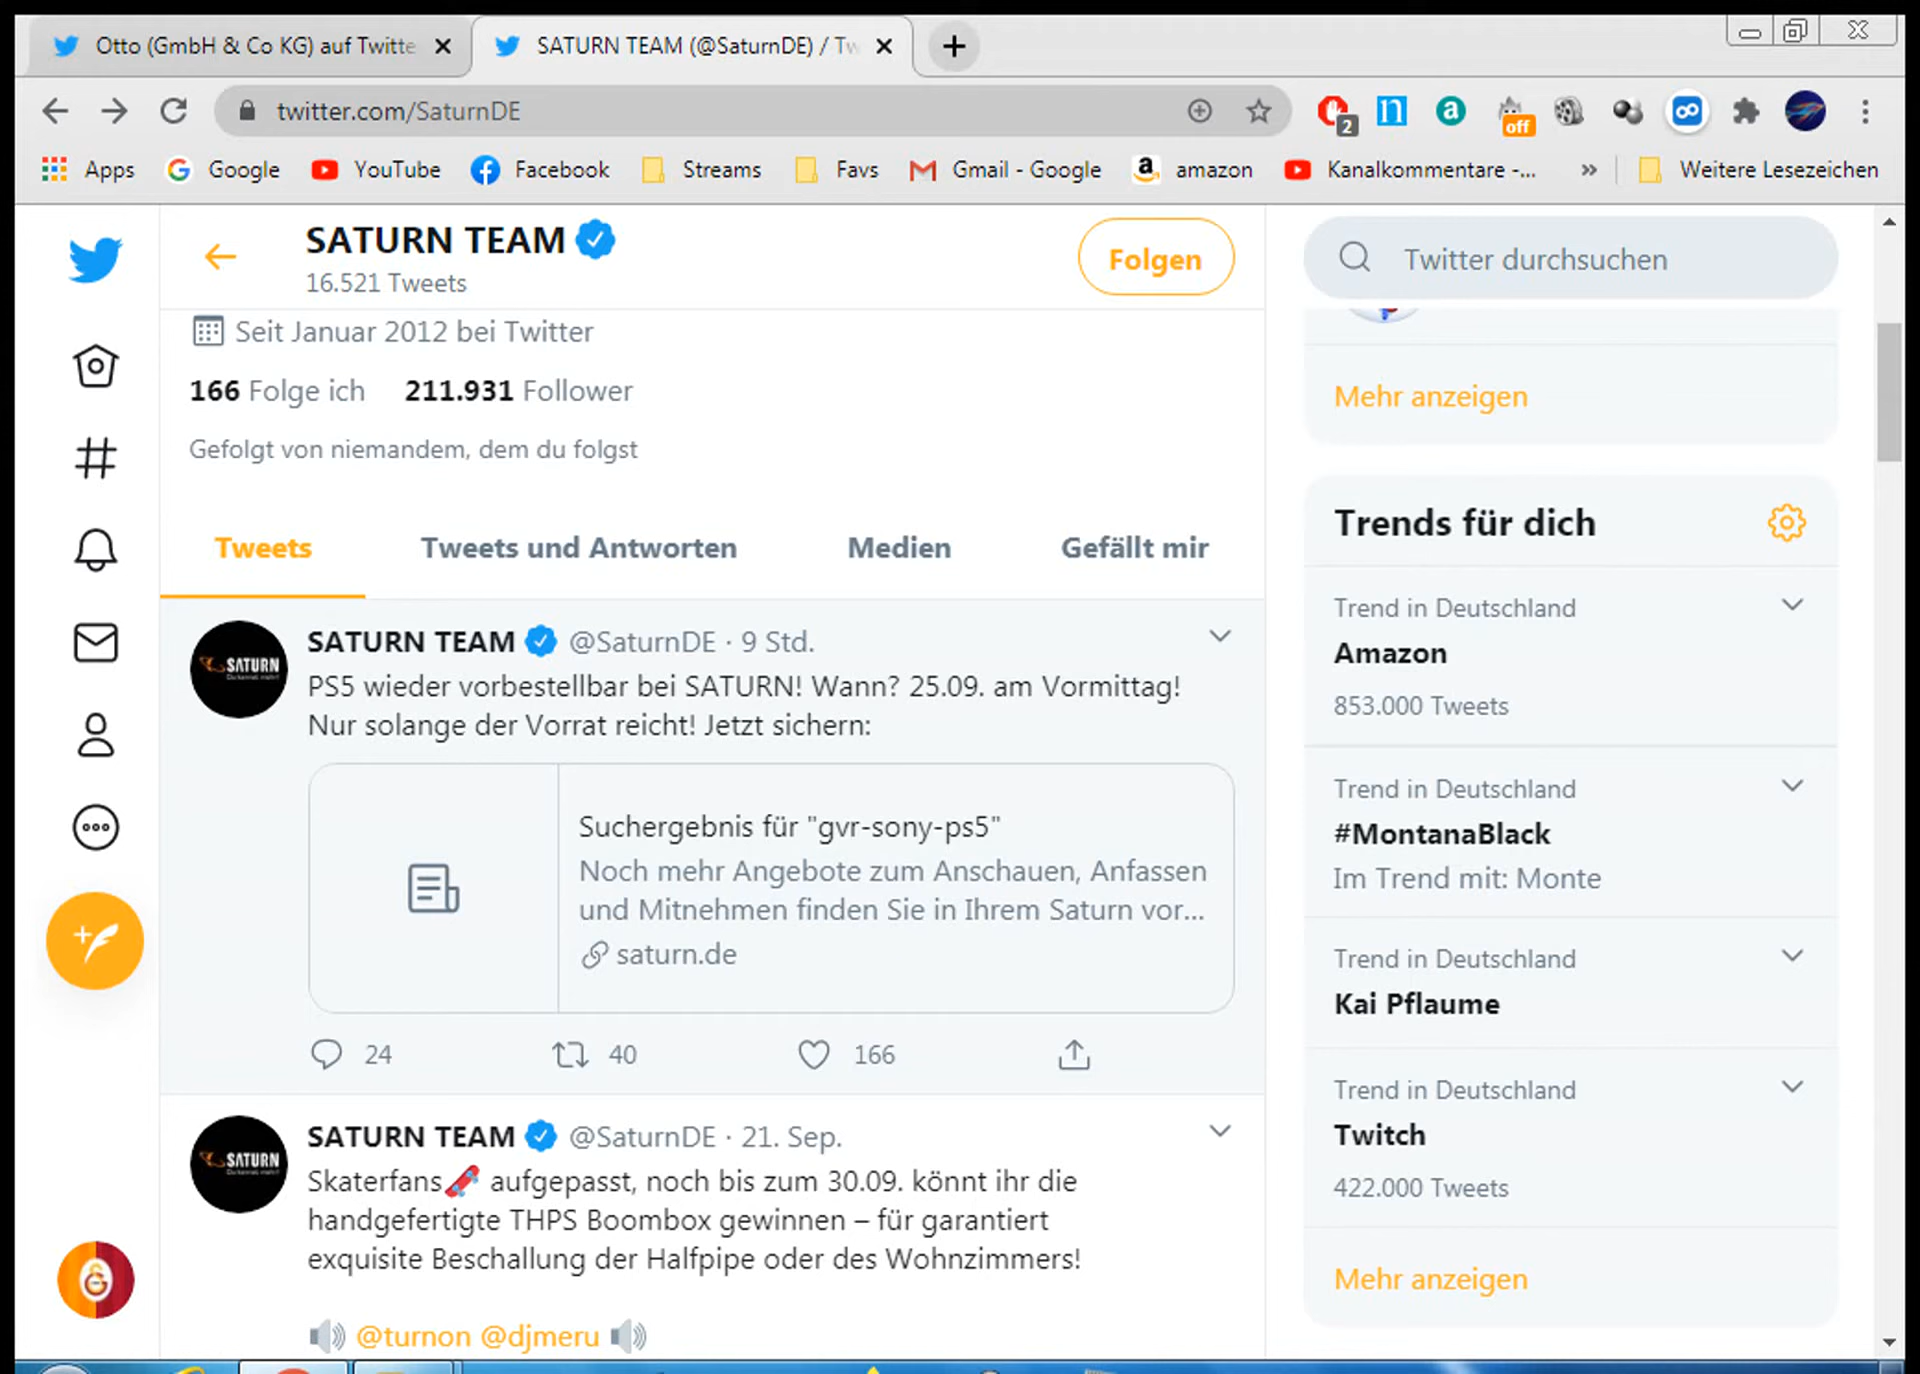 Otto (GmbH & Co KG) auf Twitte
SATURN TEAM (@SaturnDE) / Tw
twitter.com/SaturnDE
2
off
Apps
Google
YouTube
Facebook
Streams
Favs
Gmail - Google
amazon
Kanalkommentare -...
»
Weitere Lesezeichen
SATURN TEAM
16.521 Tweets
Folgen
Twitter durchsuchen
Seit Januar 2012 bei Twitter
166 Folge ich 211.931 Follower
Gefolgt von niemandem, dem du folgst
Tweets
Tweets und Antworten
Medien
Gefällt mir
SATURN
SATURN TEAM @SaturnDE · 9 Std.
PS5 wieder vorbestellbar bei SATURN! Wann? 25.09. am Vormittag!
Nur solange der Vorrat reicht! Jetzt sichern:
Suchergebnis für "gvr-sony-ps5"
Noch mehr Angebote zum Anschauen, Anfassen
und Mitnehmen finden Sie in Ihrem Saturn vor...
saturn.de
24
40
166
SATURN
SATURN TEAM @SaturnDE · 21. Sep.
Skaterfans aufgepasst, noch bis zum 30.09. könnt ihr die
handgefertigte THPS Boombox gewinnen – für garantiert
exquisite Beschallung der Halfpipe oder des Wohnzimmers!
@turnon @djmeru
Mehr anzeigen
Trends für dich
Trend in Deutschland
Amazon
853.000 Tweets
Trend in Deutschland
#MontanaBlack
Im Trend mit: Monte
Trend in Deutschland
Kai Pflaume
Trend in Deutschland
Twitch
422.000 Tweets
Mehr anzeigen